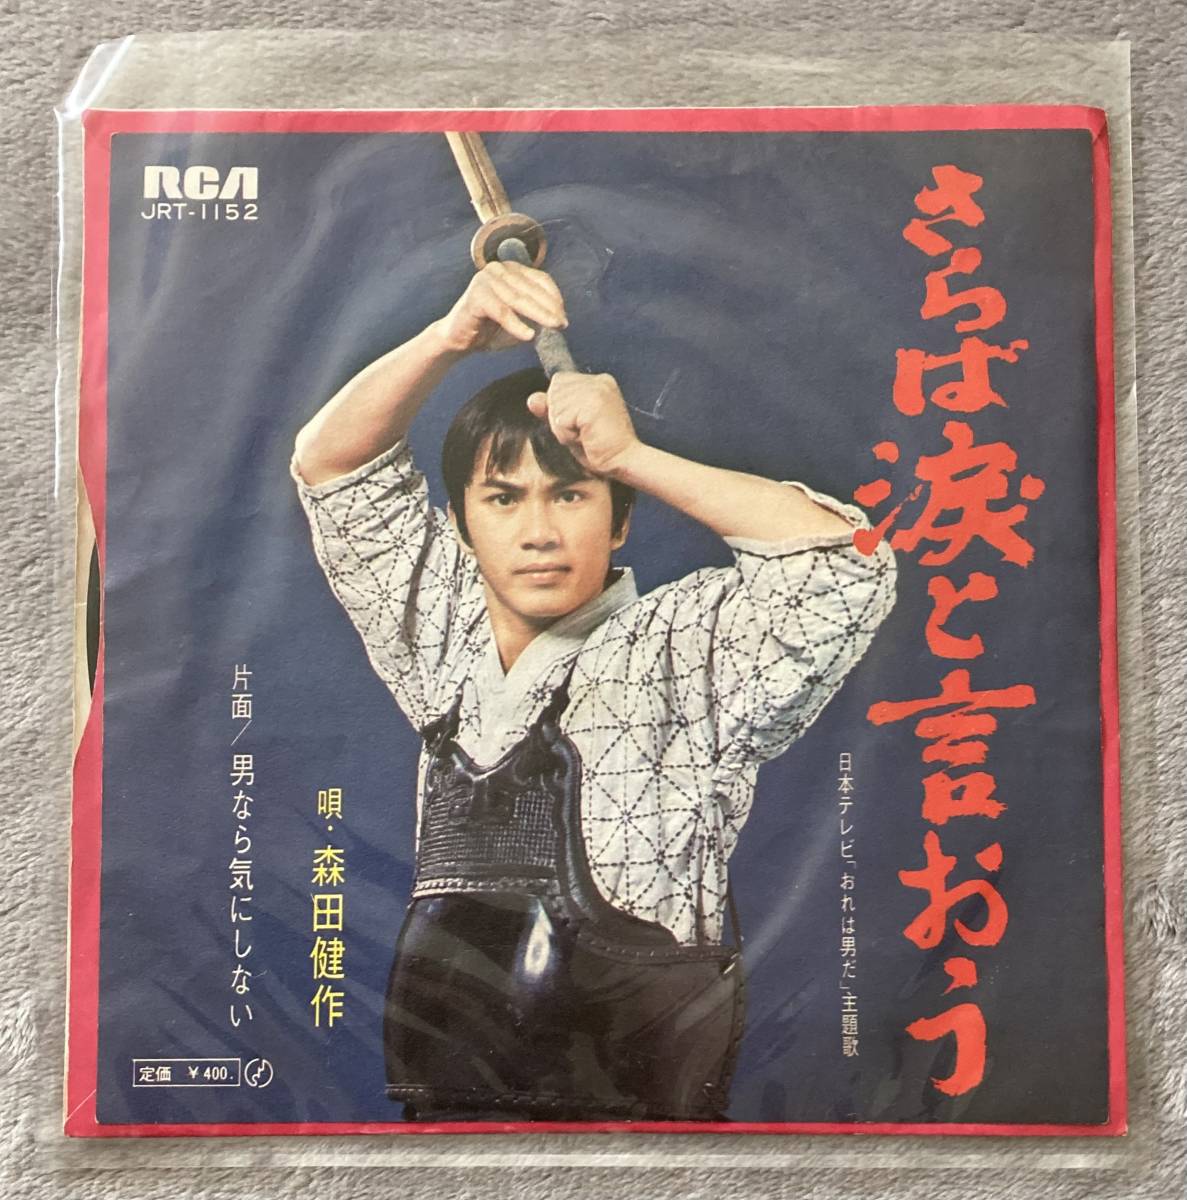 RCA
JRT-1152
さらば涙と言おう
日本テレビ「おれは男だ」主題歌
唄・森田健作
片面/男なら気にしない
定価 ¥400.